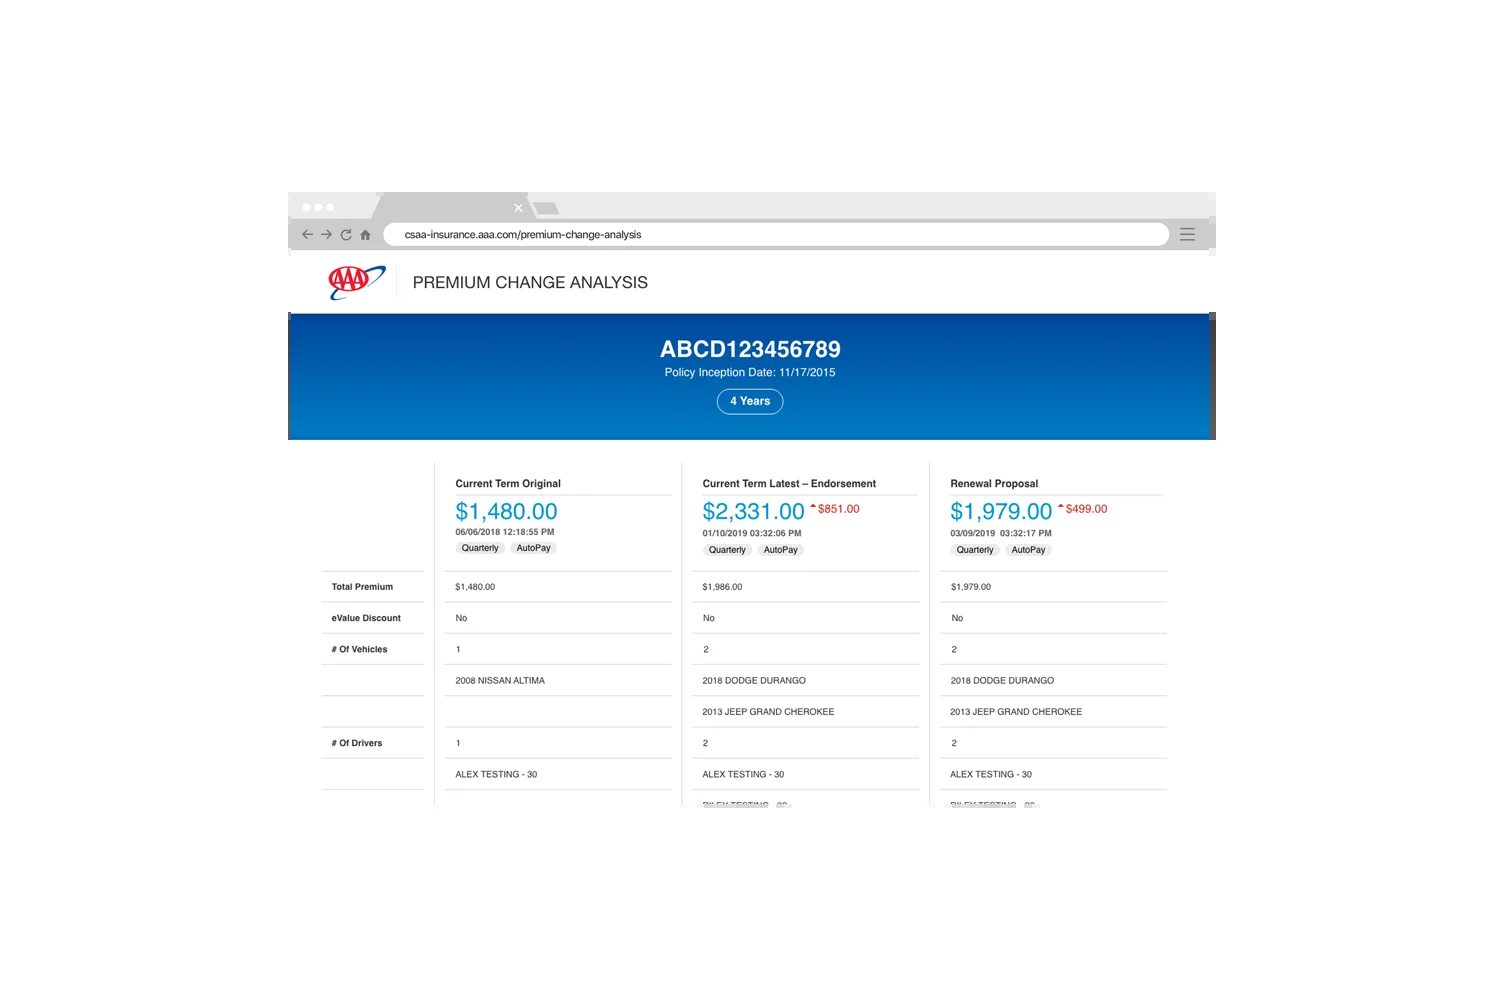 csaa-insurance.aaa.com/premium-change-analysis
AAA PREMIUM CHANGE ANALYSIS
ABCD123456789
Policy Inception Date: 11/17/2015
4 Years
Current Term Original Current Term Latest – Endorsement Renewal Proposal
$1,480.00 $2,331.00 $851.00 $1,979.00 $499.00
06/06/2018 12:18:55 PM 01/10/2019 03:32:06 PM 03/09/2019 03:32:17 PM
Quarterly AutoPay Quarterly AutoPay Quarterly AutoPay
Total Premium $1,480.00 $1,986.00 $1,979.00
eValue Discount No No No
# Of Vehicles 1 2 2
2008 NISSAN ALTIMA 2018 DODGE DURANGO 2018 DODGE DURANGO
2013 JEEP GRAND CHEROKEE 2013 JEEP GRAND CHEROKEE
# Of Drivers 1 2 2
ALEX TESTING - 30 ALEX TESTING - 30 ALEX TESTING - 30